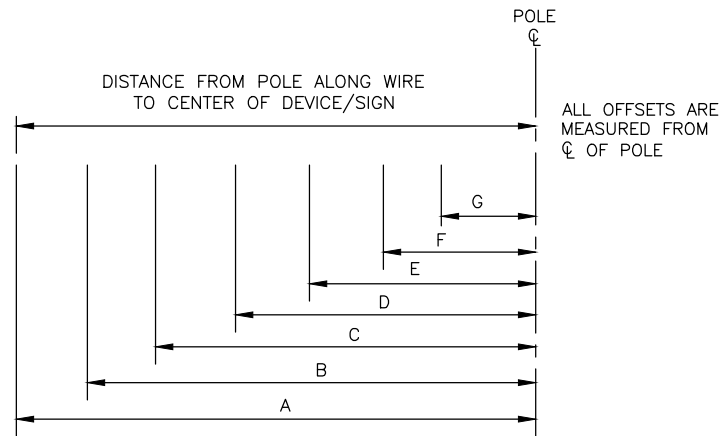 POLE
℄
DISTANCE FROM POLE ALONG WIRE
TO CENTER OF DEVICE/SIGN
ALL OFFSETS ARE
MEASURED FROM
℄ OF POLE
G
F
E
D
C
B
A